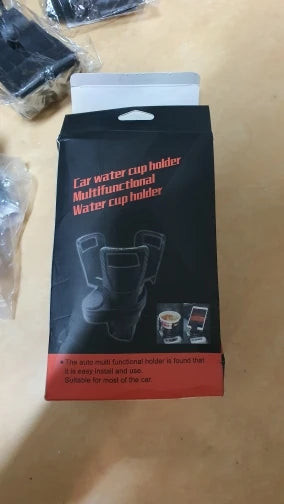 Car water cup holder
Multifunctional
Water cup holder
• The auto multi functional holder is found that
it is easy install and use.
Suitable for most of the car.